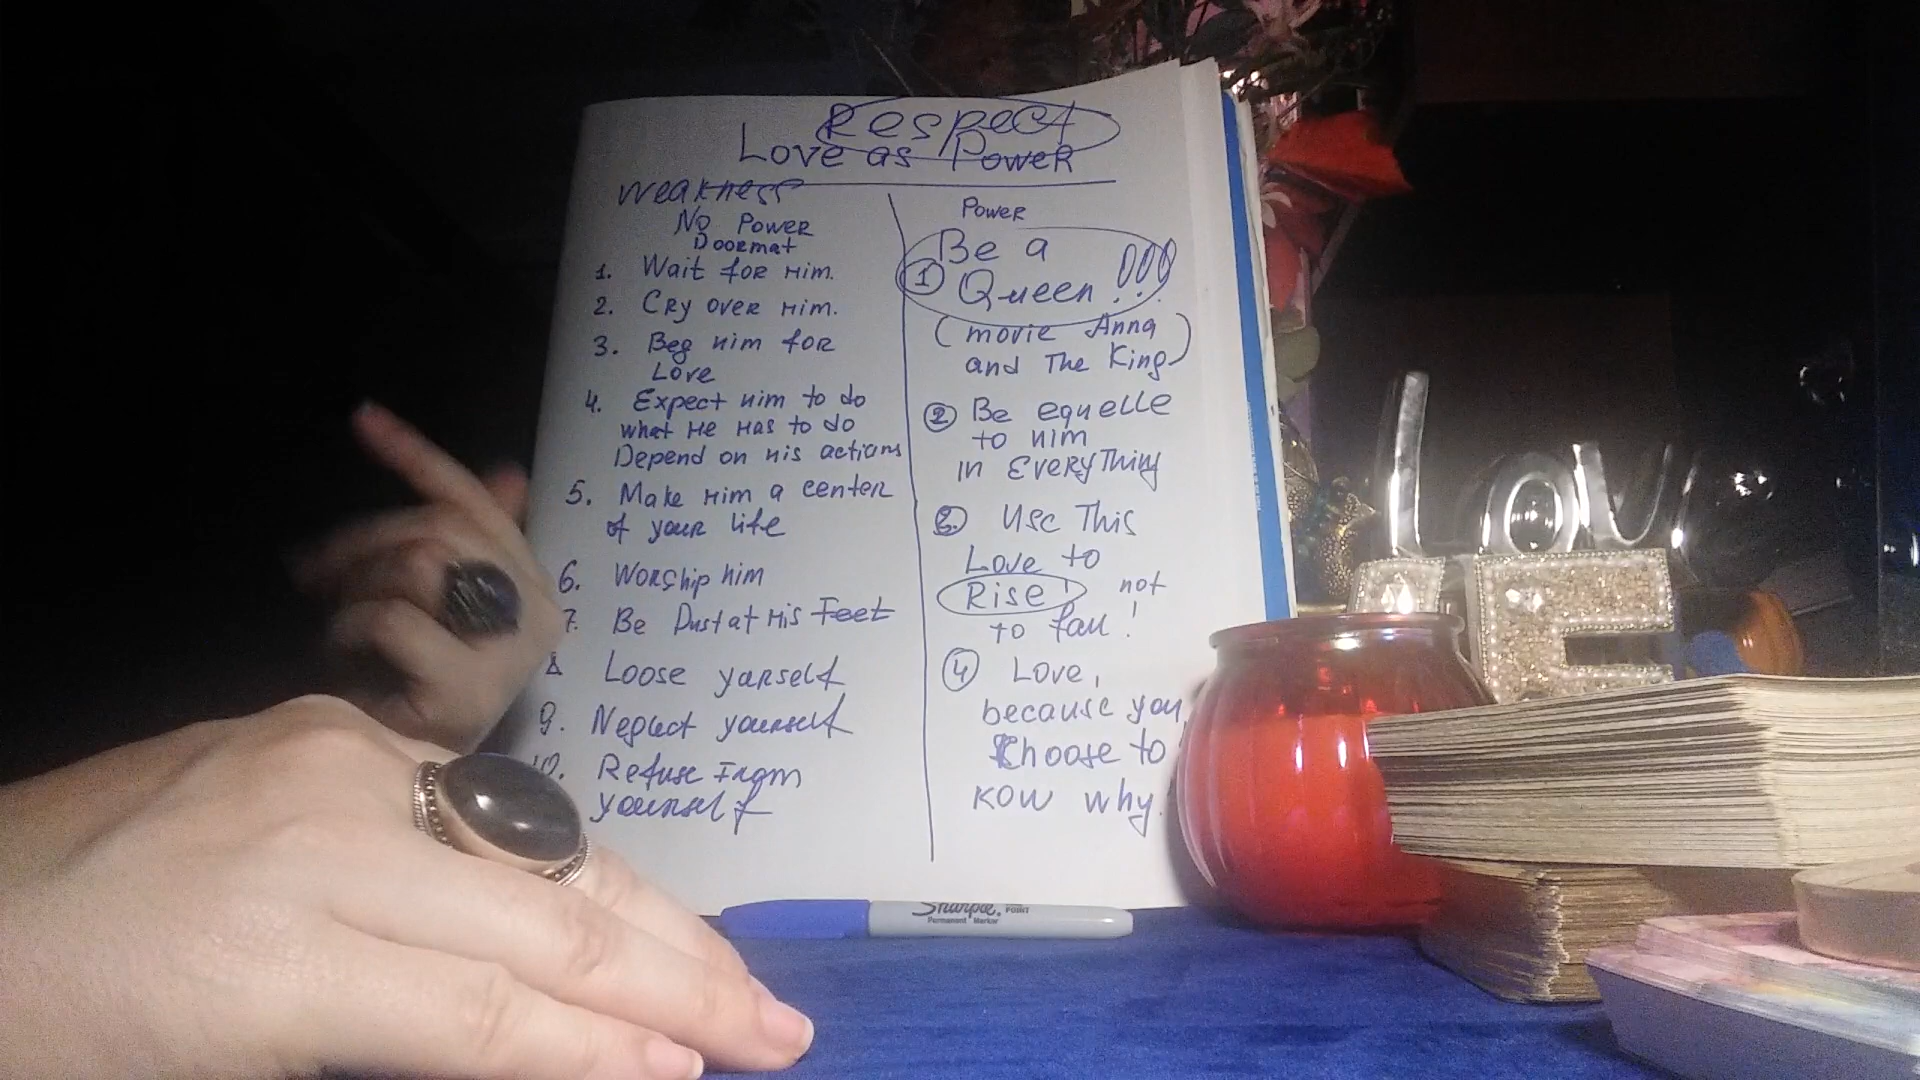 Respect
Love as Power
Weakness
No Power
Doormat
1. Wait for Him.
2. Cry over Him.
3. Beg him for
Love
4. Expect him to do
what He Has to do
Depend on his actions
5. Make Him a center
of your life
6. Worship him
7. Be Dust at His Feet
8 Loose yarself
9. Neglect yourself
10. Refuse From
yourself
Power
Be a
1 Queen!!!
(movie Anna
and The King)
2 Be equelle
to him
in EveryThing
3. Use This
Love to
Rise! not
to fall!
4 Love,
because you
Choose to
kow why.
Sharpie.
POINT
Permanent Marker
LOVE